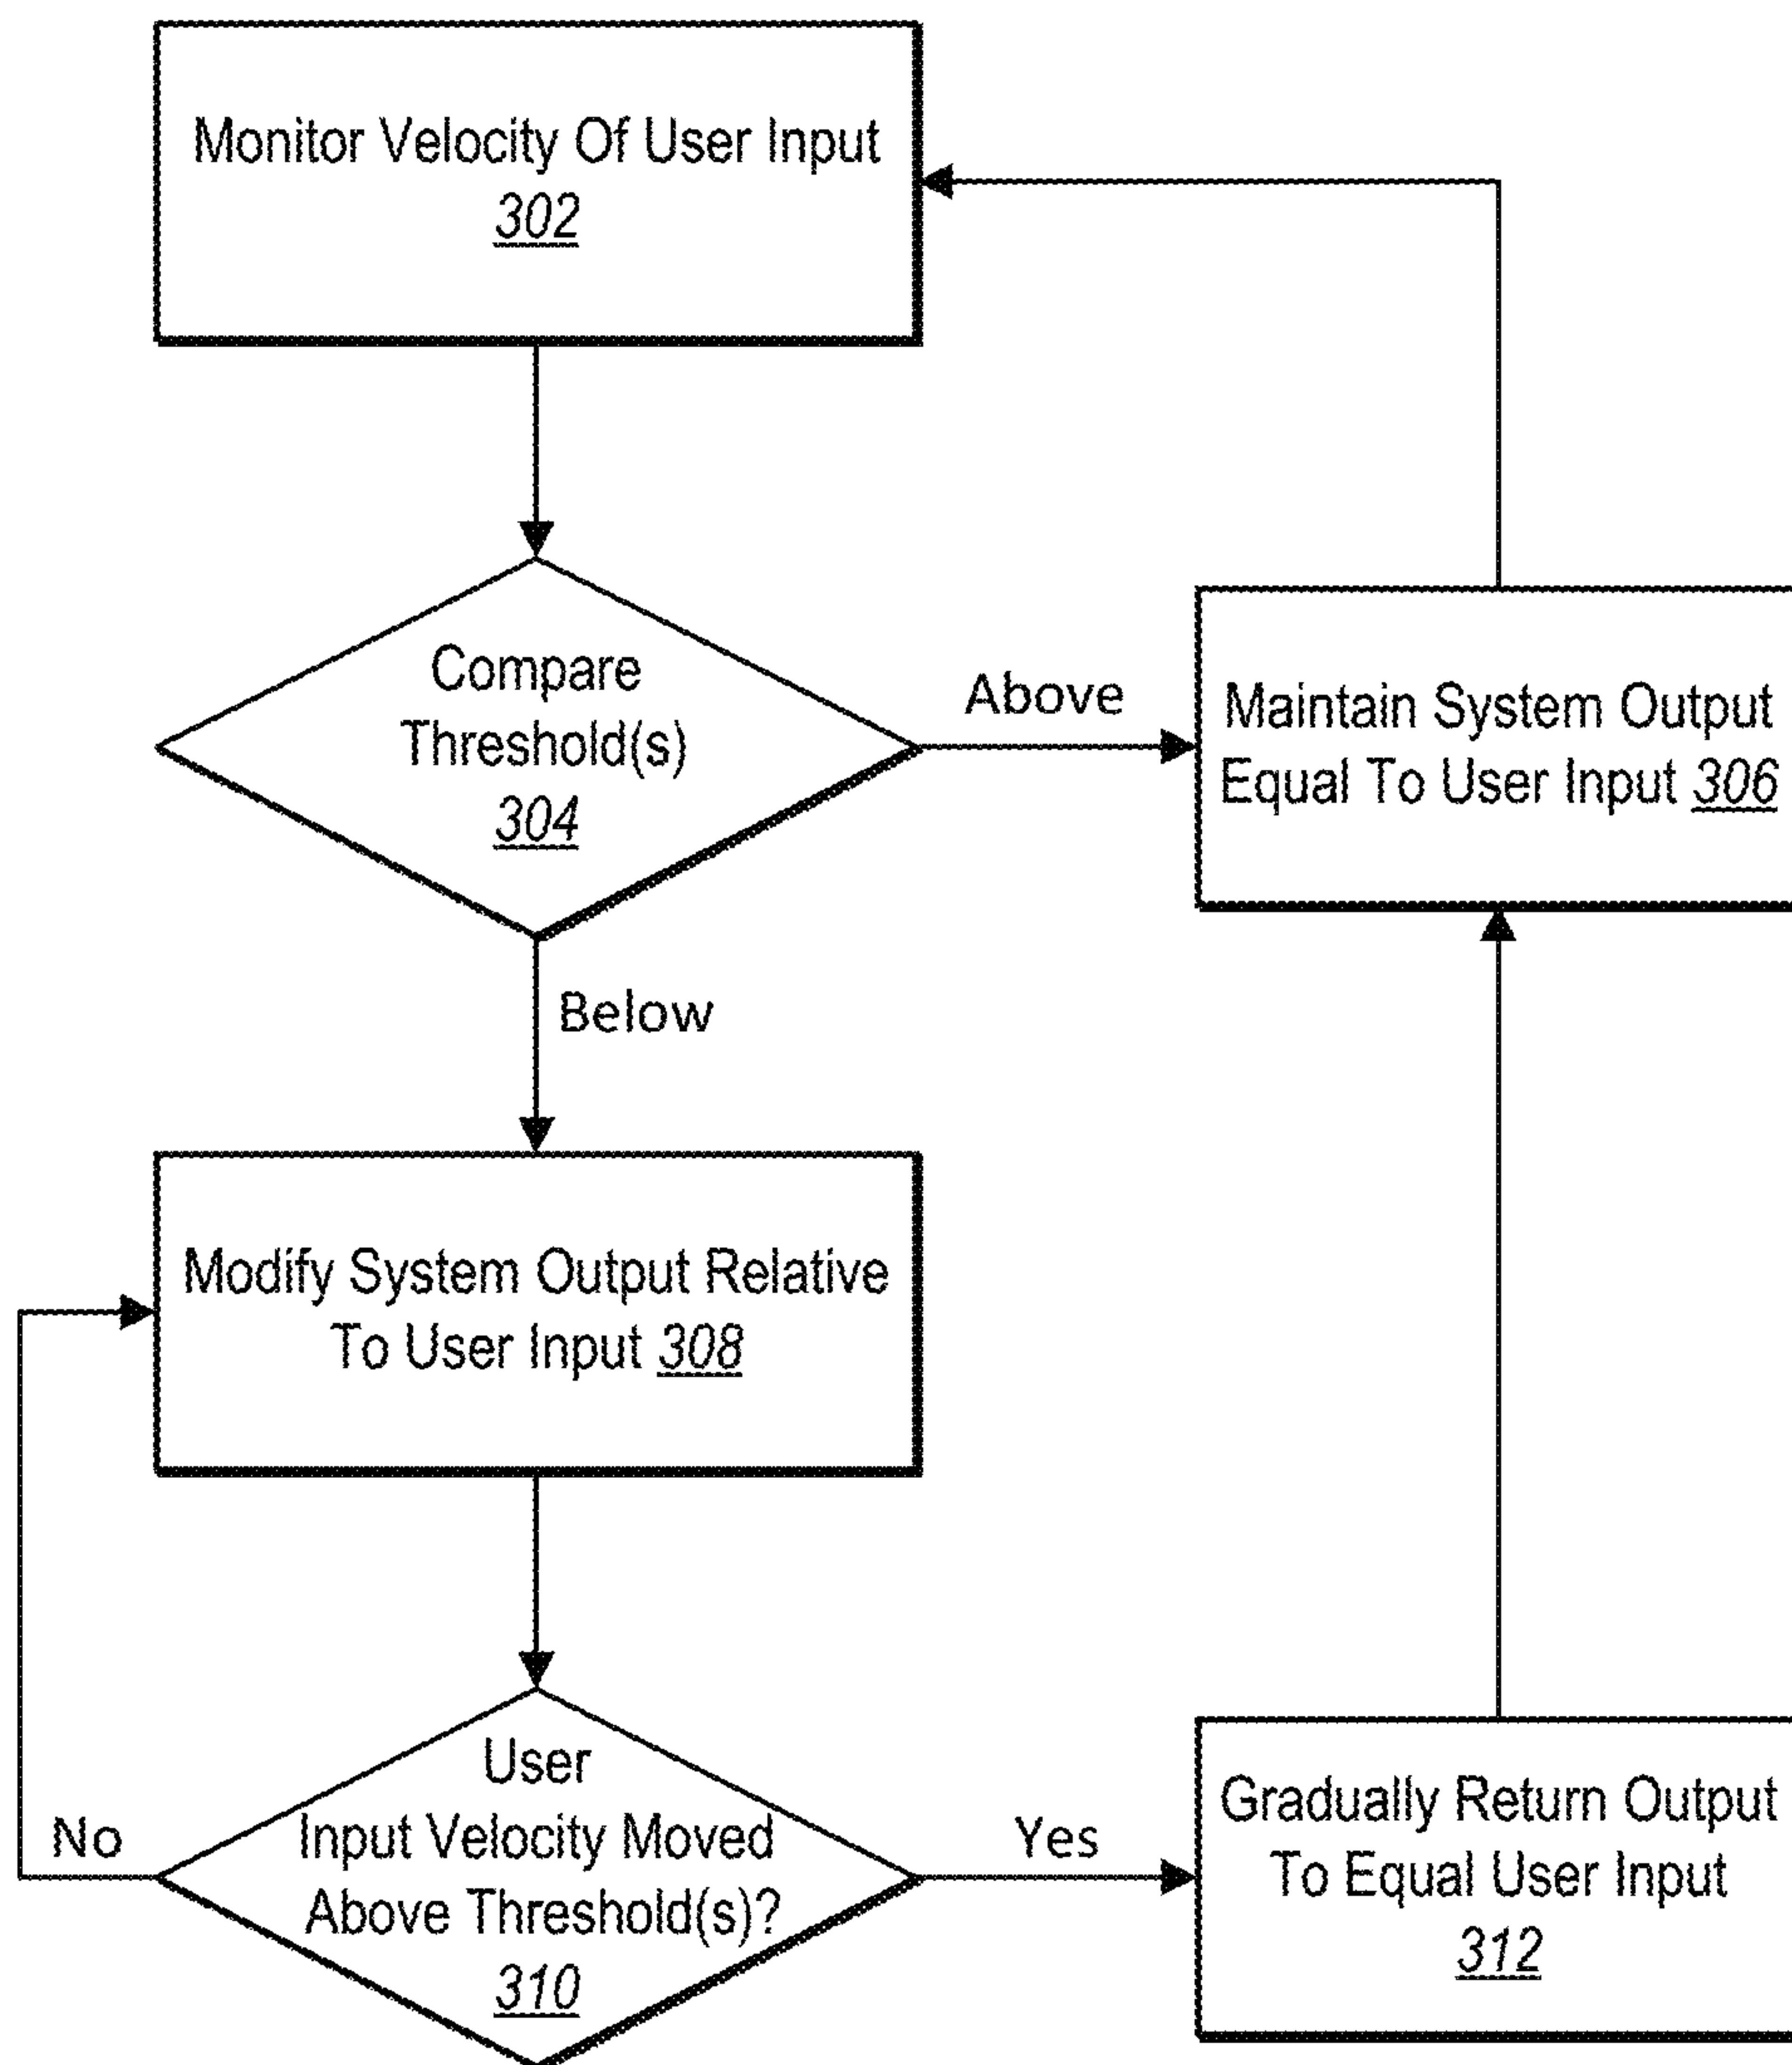 Monitor Velocity Of User Input
302
Compare
Threshold(s)
304
Above
Maintain System Output
Equal To User Input 306
Below
Modify System Output Relative
To User Input 308
User
Input Velocity Moved
Above Threshold(s)?
310
No
Yes
Gradually Return Output
To Equal User Input
312